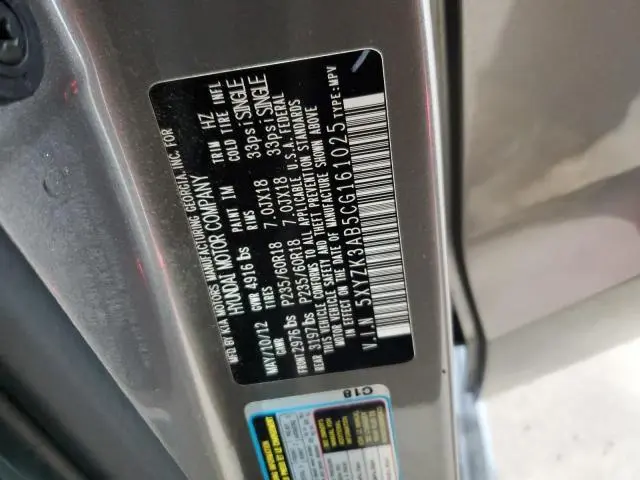 MFD. BY KIA MOTORS MANUFACTURING GEORGIA, INC. FOR
HYUNDAI MOTOR COMPANY
MAY/10/12 PAINT 1M TRIM HZ
GVWR 4916 lbs
GAWR TIRES RIMS COLD TIRE INFL
FRONT 2976 lbs P235/60R18 7.0JX18 33psi SINGLE
REAR 3197 lbs P235/60R18 7.0JX18 33psi SINGLE
THIS VEHICLE CONFORMS TO ALL APPLICABLE U.S.A. FEDERAL
MOTOR VEHICLE SAFETY AND THEFT PREVENTION STANDARDS
IN EFFECT ON THE DATE OF MANUFACTURE SHOWN ABOVE
V.I.N 5XYZK3AB5CG161025 TYPE:MPV
C18